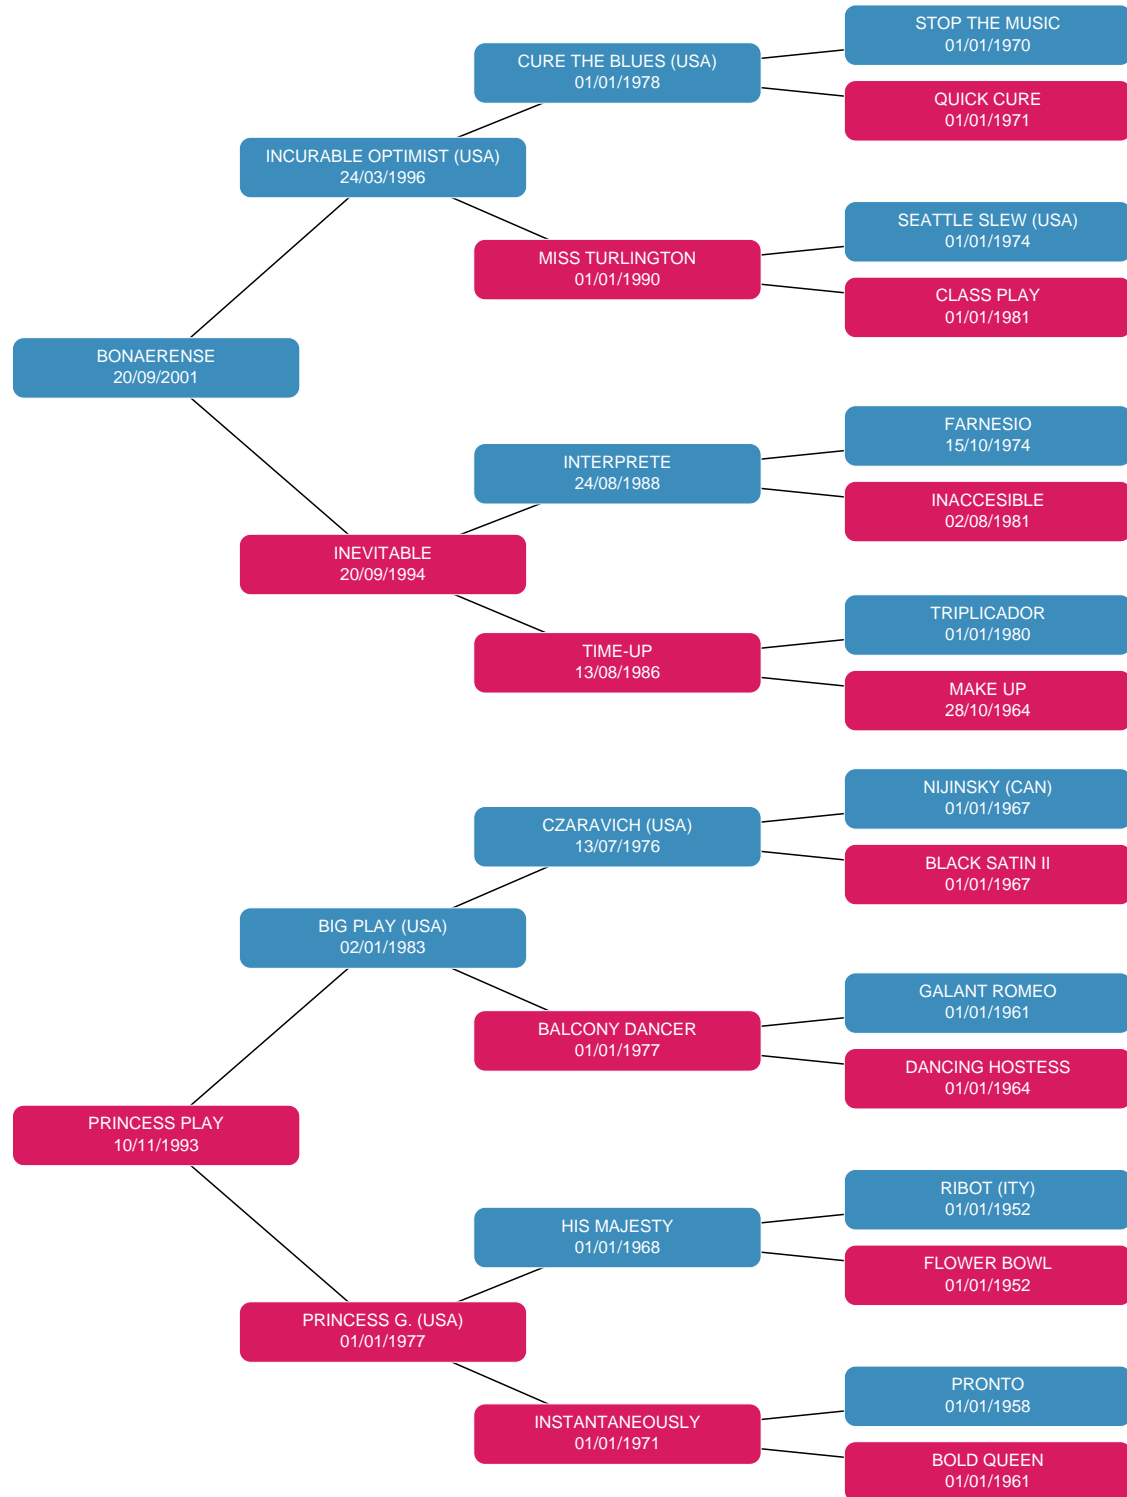 STOP THE MUSIC
01/01/1970
CURE THE BLUES (USA)
01/01/1978
QUICK CURE
01/01/1971
INCURABLE OPTIMIST (USA)
24/03/1996
SEATTLE SLEW (USA)
01/01/1974
MISS TURLINGTON
01/01/1990
CLASS PLAY
01/01/1981
BONAERENSE
20/09/2001
FARNESIO
15/10/1974
INTERPRETE
24/08/1988
INACCESIBLE
02/08/1981
INEVITABLE
20/09/1994
TRIPLICADOR
01/01/1980
TIME-UP
13/08/1986
MAKE UP
28/10/1964
NIJINSKY (CAN)
01/01/1967
CZARAVICH (USA)
13/07/1976
BLACK SATIN II
01/01/1967
BIG PLAY (USA)
02/01/1983
GALANT ROMEO
01/01/1961
BALCONY DANCER
01/01/1977
DANCING HOSTESS
01/01/1964
PRINCESS PLAY
10/11/1993
RIBOT (ITY)
01/01/1952
HIS MAJESTY
01/01/1968
FLOWER BOWL
01/01/1952
PRINCESS G. (USA)
01/01/1977
PRONTO
01/01/1958
INSTANTANEOUSLY
01/01/1971
BOLD QUEEN
01/01/1961